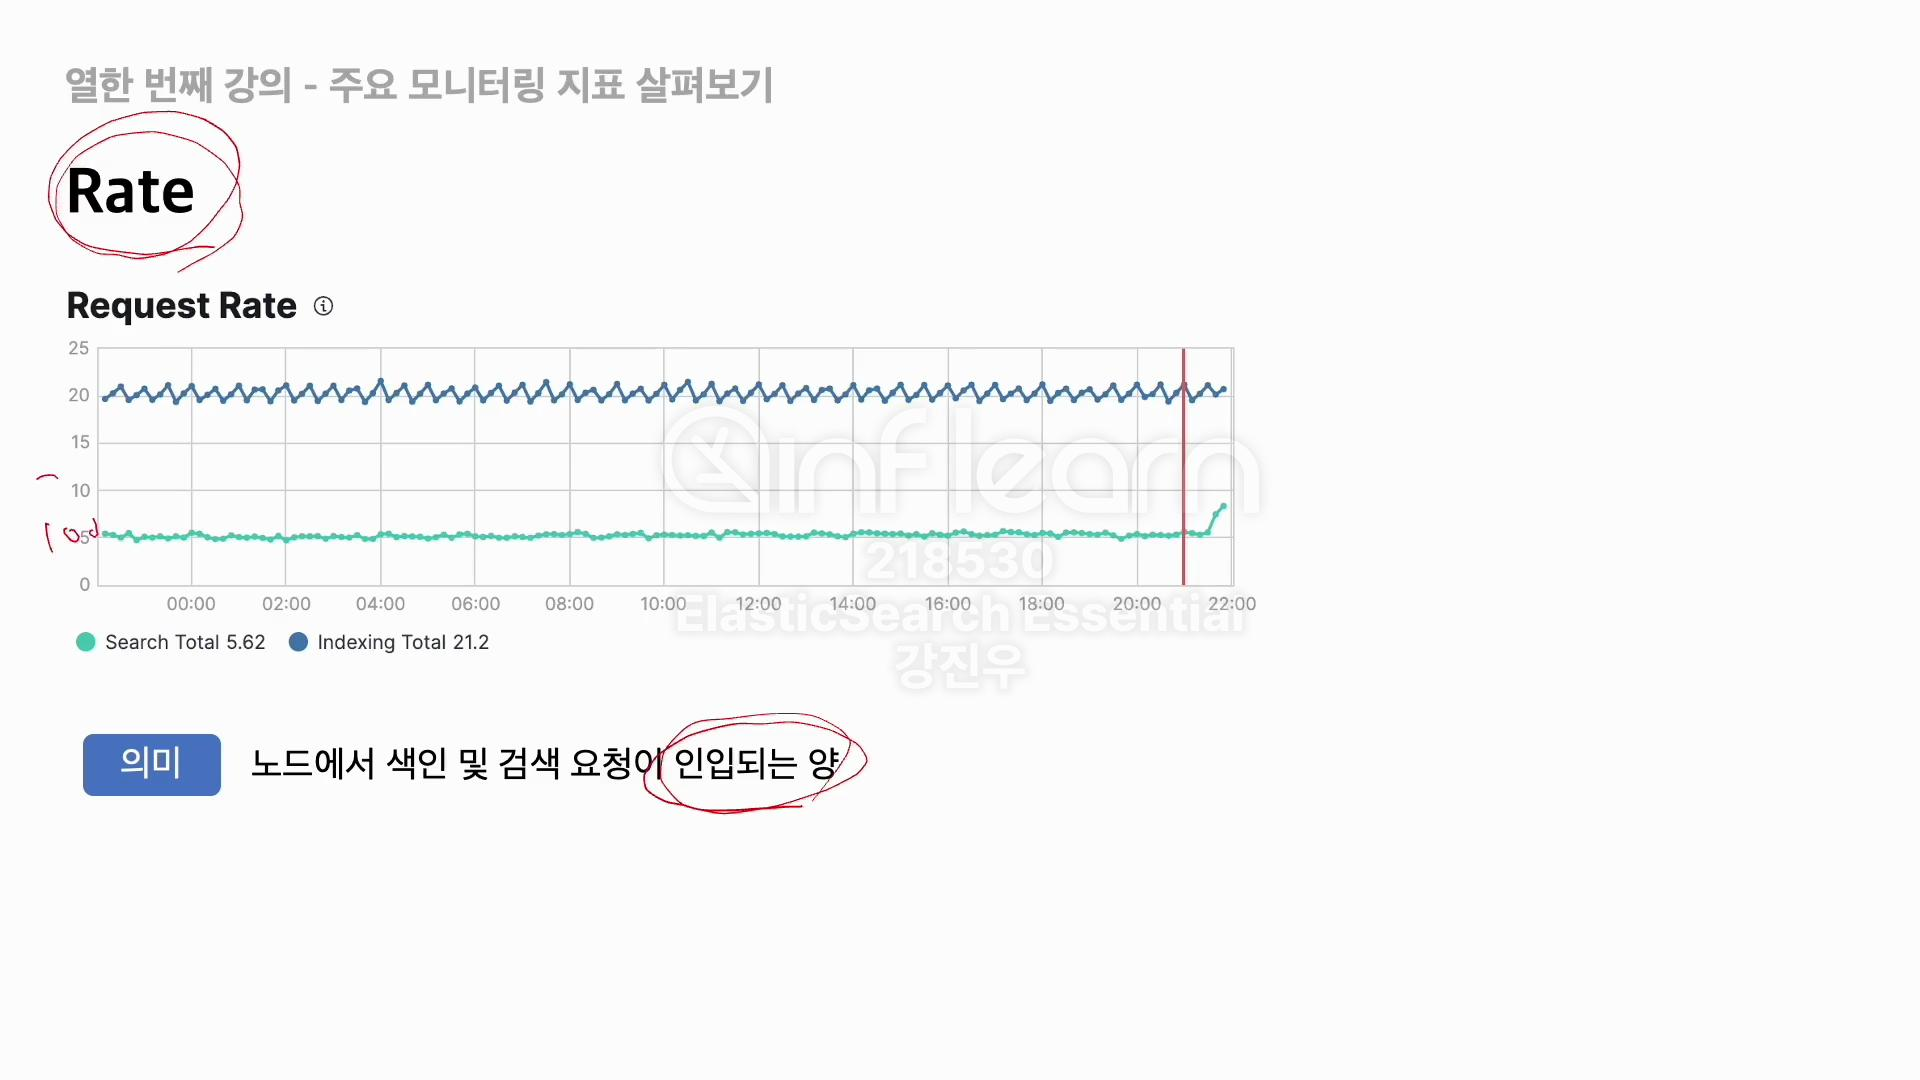 열한 번째 강의 - 주요 모니터링 지표 살펴보기
Rate
Request Rate
25
20
15
10
5
0
00:00 02:00 04:00 06:00 08:00 10:00 12:00 14:00 16:00 18:00 20:00 22:00
Search Total 5.62 Indexing Total 21.2
inflearn
218530
ElasticSearch Essential
강진우
의미 노드에서 색인 및 검색 요청이 인입되는 양